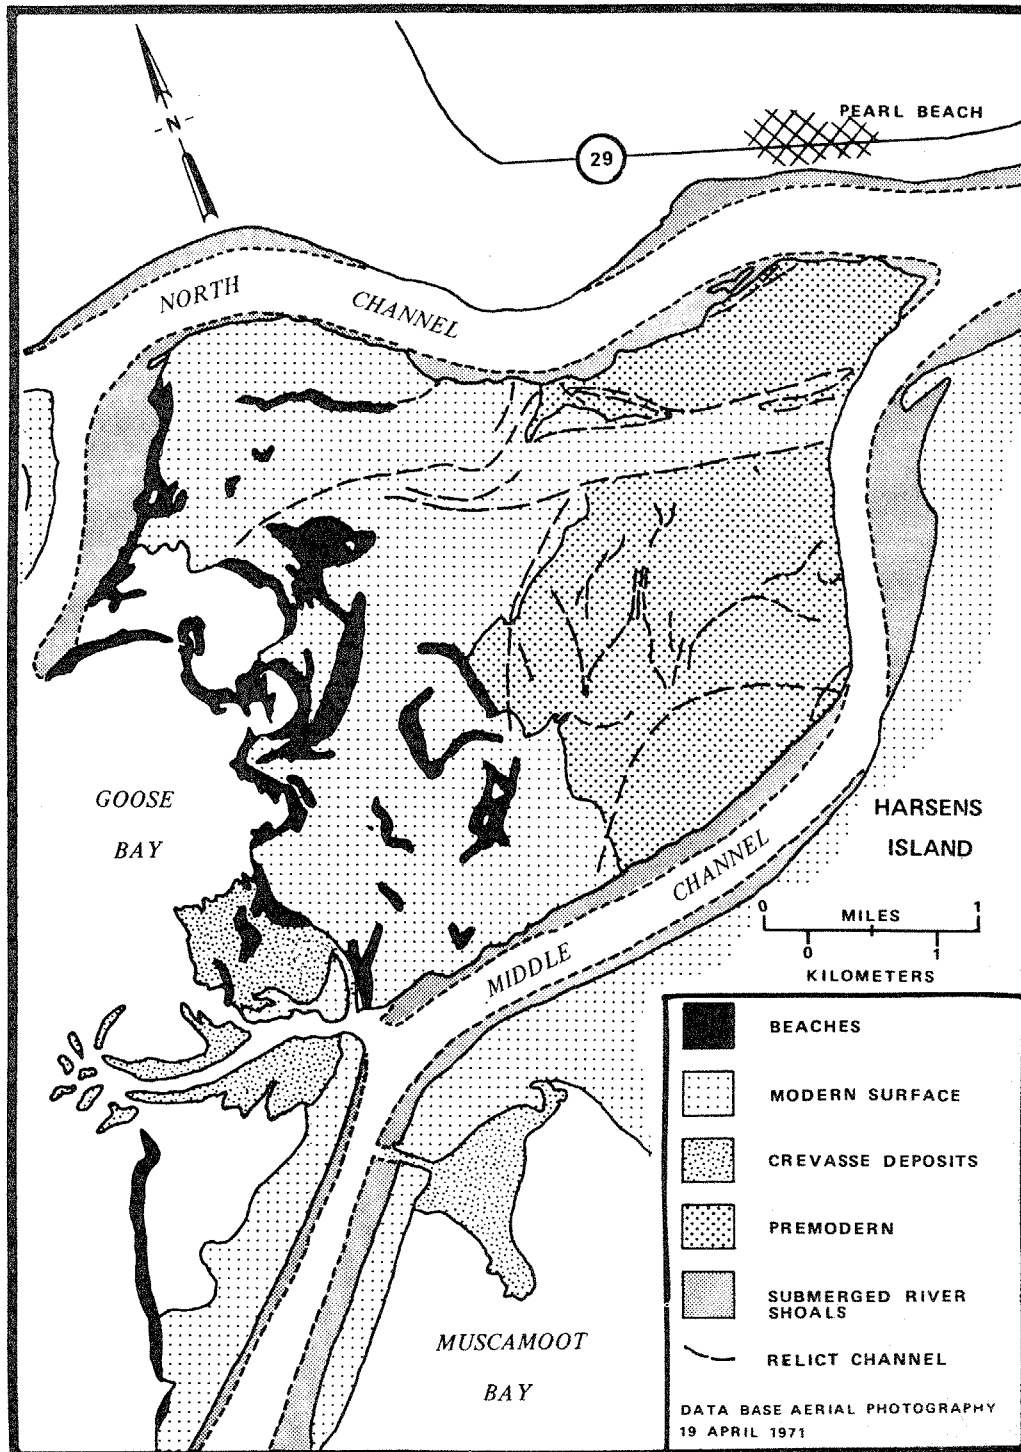 PEARL BEACH
N
29
NORTH CHANNEL
GOOSE
BAY
HARSENS
ISLAND
MIDDLE CHANNEL
0 1
MILES
0 1
KILOMETERS
BEACHES
MODERN SURFACE
CREVASSE DEPOSITS
PREMODERN
SUBMERGED RIVER
SHOALS
RELICT CHANNEL
DATA BASE AERIAL PHOTOGRAPHY
19 APRIL 1971
MUSCAMOOT
BAY